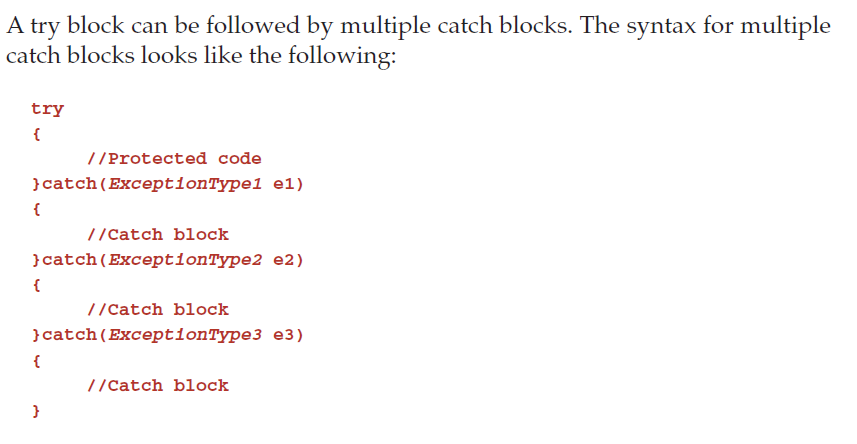 A try block can be followed by multiple catch blocks. The syntax for multiple
catch blocks looks like the following:
try
{
//Protected code
}catch(ExceptionType1 e1)
{
//Catch block
}catch(ExceptionType2 e2)
{
//Catch block
}catch(ExceptionType3 e3)
{
//Catch block
}